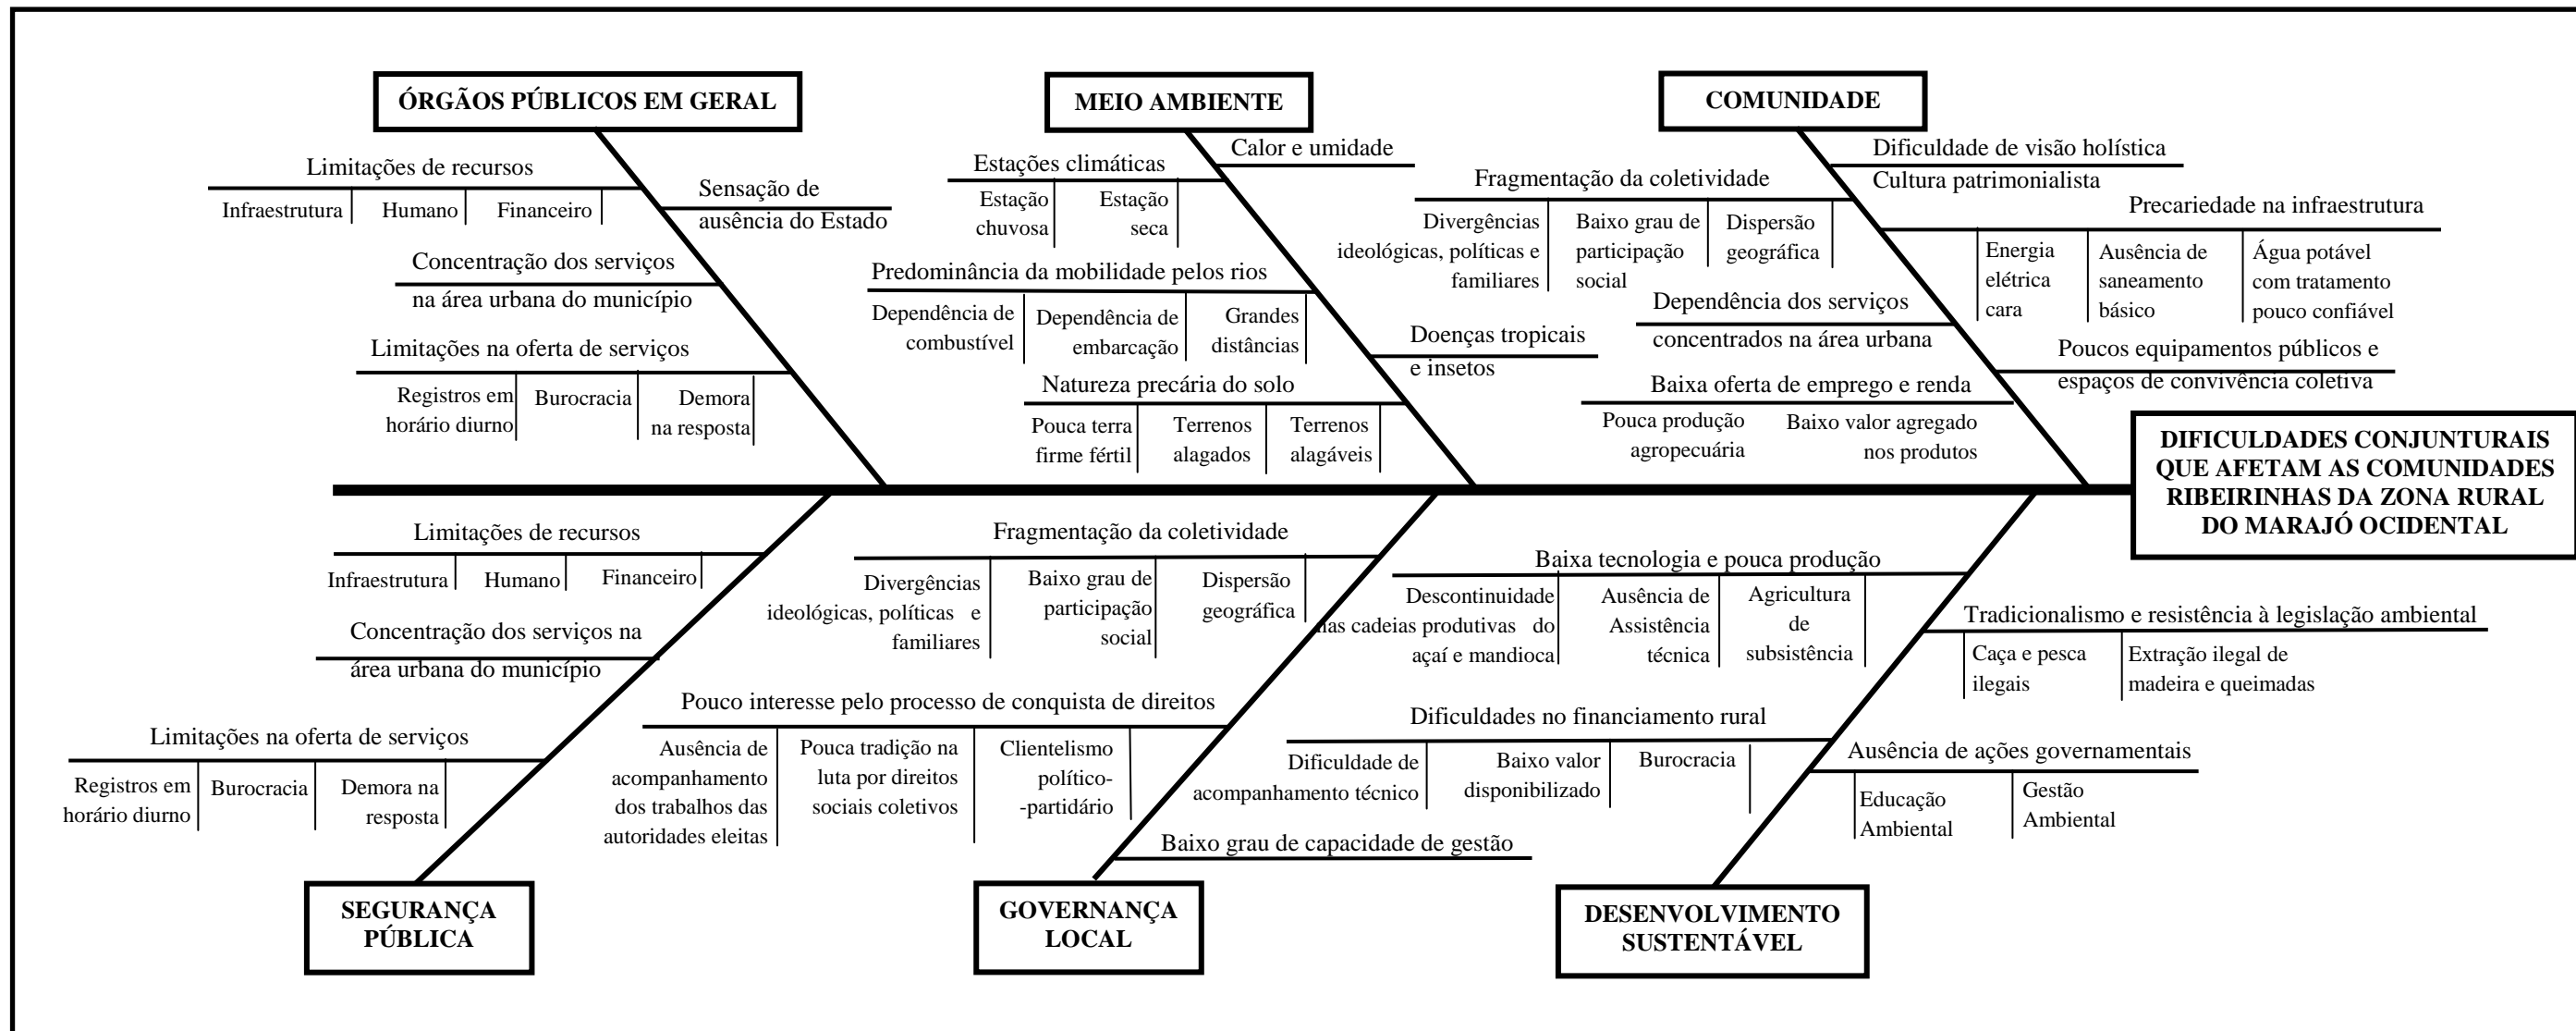 ÓRGÃOS PÚBLICOS EM GERAL
Limitações de recursos
Infraestrutura
Humano
Financeiro
Sensação de
ausência do Estado
Concentração dos serviços
na área urbana do município
Limitações na oferta de serviços
Registros em
horário diurno
Burocracia
Demora
na resposta
MEIO AMBIENTE
Calor e umidade
Estações climáticas
Estação
chuvosa
Estação
seca
Predominância da mobilidade pelos rios
Dependência de
combustível
Dependência de
embarcação
Grandes
distâncias
Doenças tropicais
e insetos
Natureza precária do solo
Pouca terra
firme fértil
Terrenos
alagados
Terrenos
alagáveis
COMUNIDADE
Dificuldade de visão holística
Cultura patrimonialista
Fragmentação da coletividade
Divergências
ideológicas, políticas e
familiares
Baixo grau de
participação
social
Dispersão
geográfica
Precariedade na infraestrutura
Energia
elétrica
cara
Ausência de
saneamento
básico
Água potável
com tratamento
pouco confiável
Dependência dos serviços
concentrados na área urbana
Poucos equipamentos públicos e
espaços de convivência coletiva
Baixa oferta de emprego e renda
Pouca produção
agropecuária
Baixo valor agregado
nos produtos
DIFICULDADES CONJUNTURAIS
QUE AFETAM AS COMUNIDADES
RIBEIRINHAS DA ZONA RURAL
DO MARAJÓ OCIDENTAL
Limitações de recursos
Infraestrutura
Humano
Financeiro
Concentração dos serviços na
área urbana do município
Limitações na oferta de serviços
Registros em
horário diurno
Burocracia
Demora na
resposta
SEGURANÇA
PÚBLICA
Fragmentação da coletividade
Divergências
ideológicas, políticas e
familiares
Baixo grau de
participação
social
Dispersão
geográfica
Pouco interesse pelo processo de conquista de direitos
Ausência de
acompanhamento
dos trabalhos das
autoridades eleitas
Pouca tradição na
luta por direitos
sociais coletivos
Clientelismo
político-
-partidário
Baixo grau de capacidade de gestão
GOVERNANÇA
LOCAL
Baixa tecnologia e pouca produção
Descontinuidade
nas cadeias produtivas do
açaí e mandioca
Ausência de
Assistência
técnica
Agricultura
de
subsistência
Tradicionalismo e resistência à legislação ambiental
Caça e pesca
ilegais
Extração ilegal de
madeira e queimadas
Dificuldades no financiamento rural
Dificuldade de
acompanhamento técnico
Baixo valor
disponibilizado
Burocracia
Ausência de ações governamentais
Educação
Ambiental
Gestão
Ambiental
DESENVOLVIMENTO
SUSTENTÁVEL